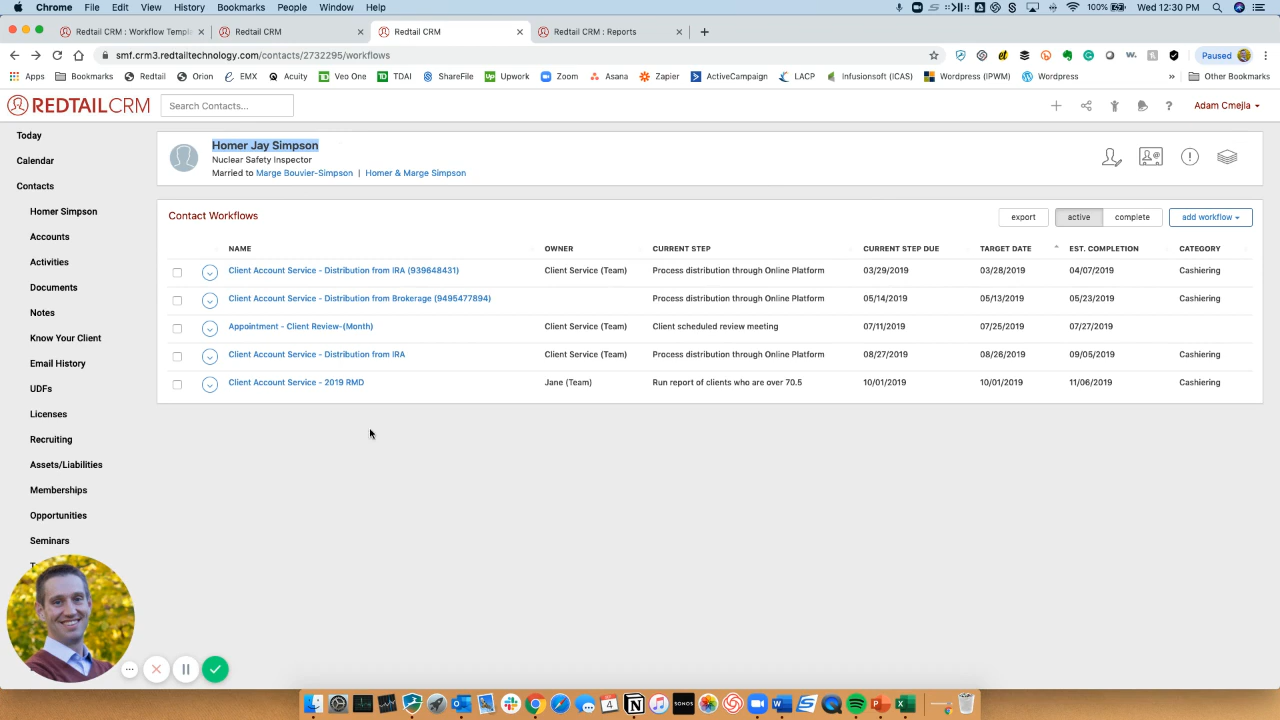 Chrome File Edit View History Bookmarks People Window Help 100% Wed 12:30 PM
Redtail CRM : Workflow Templa Redtail CRM Redtail CRM Redtail CRM : Reports
smf.crm3.redtailtechnology.com/contacts/2732295/workflows Paused
Apps Bookmarks Redtail Orion EMX Acuity Veo One TDAI ShareFile Upwork Zoom Asana Zapier ActiveCampaign LACP Infusionsoft (ICAS) Wordpress (IPWM) Wordpress » Other Bookmarks
REDTAILCRM Search Contacts... Adam Cmejla
Today
Calendar
Contacts
Homer Simpson
Accounts
Activities
Documents
Notes
Know Your Client
Email History
UDFs
Licenses
Recruiting
Assets/Liabilities
Memberships
Opportunities
Seminars
Homer Jay Simpson
Nuclear Safety Inspector
Married to Marge Bouvier-Simpson | Homer & Marge Simpson
Contact Workflows export active complete add workflow
NAME OWNER CURRENT STEP CURRENT STEP DUE TARGET DATE EST. COMPLETION CATEGORY
Client Account Service - Distribution from IRA (939648431) Client Service (Team) Process distribution through Online Platform 03/29/2019 03/28/2019 04/07/2019 Cashiering
Client Account Service - Distribution from Brokerage (9495477894) Process distribution through Online Platform 05/14/2019 05/13/2019 05/23/2019 Cashiering
Appointment - Client Review-(Month) Client Service (Team) Client scheduled review meeting 07/11/2019 07/25/2019 07/27/2019
Client Account Service - Distribution from IRA Client Service (Team) Process distribution through Online Platform 08/27/2019 08/26/2019 09/05/2019 Cashiering
Client Account Service - 2019 RMD Jane (Team) Run report of clients who are over 70.5 10/01/2019 10/01/2019 11/06/2019 Cashiering